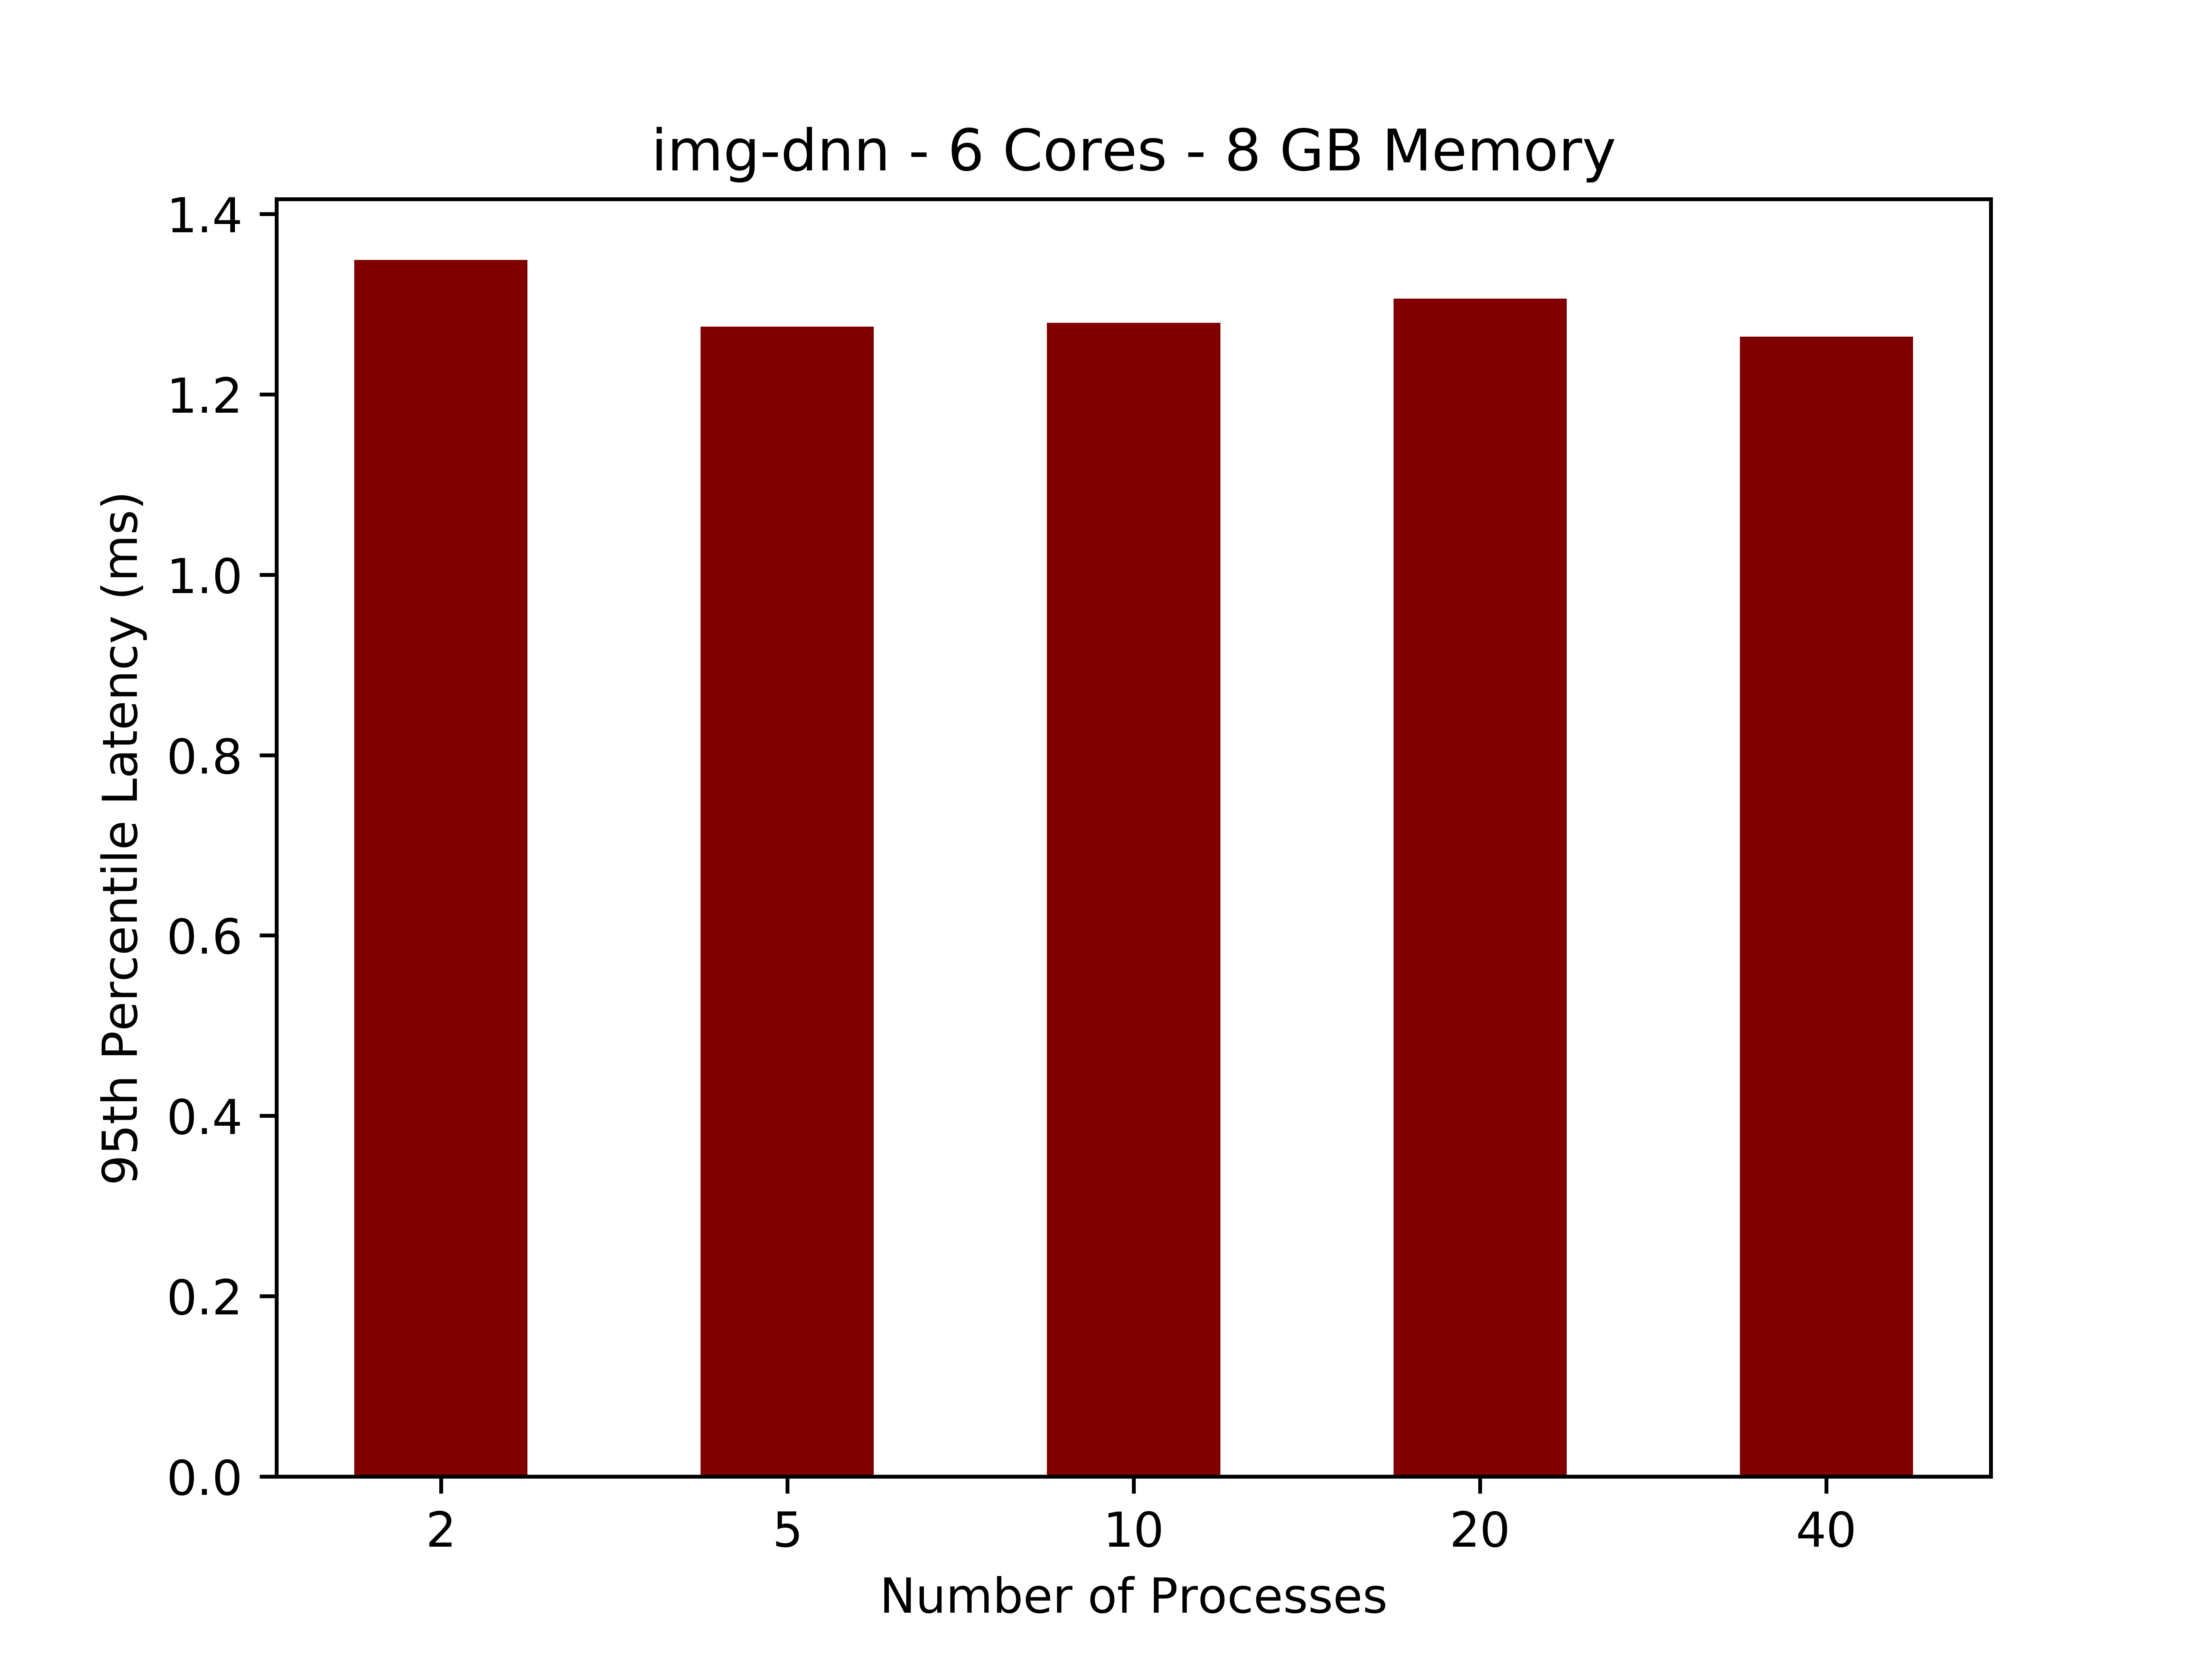 img-dnn - 6 Cores - 8 GB Memory
95th Percentile Latency (ms)
1.4
1.2
1.0
0.8
0.6
0.4
0.2
0.0
2 5 10 20 40
Number of Processes